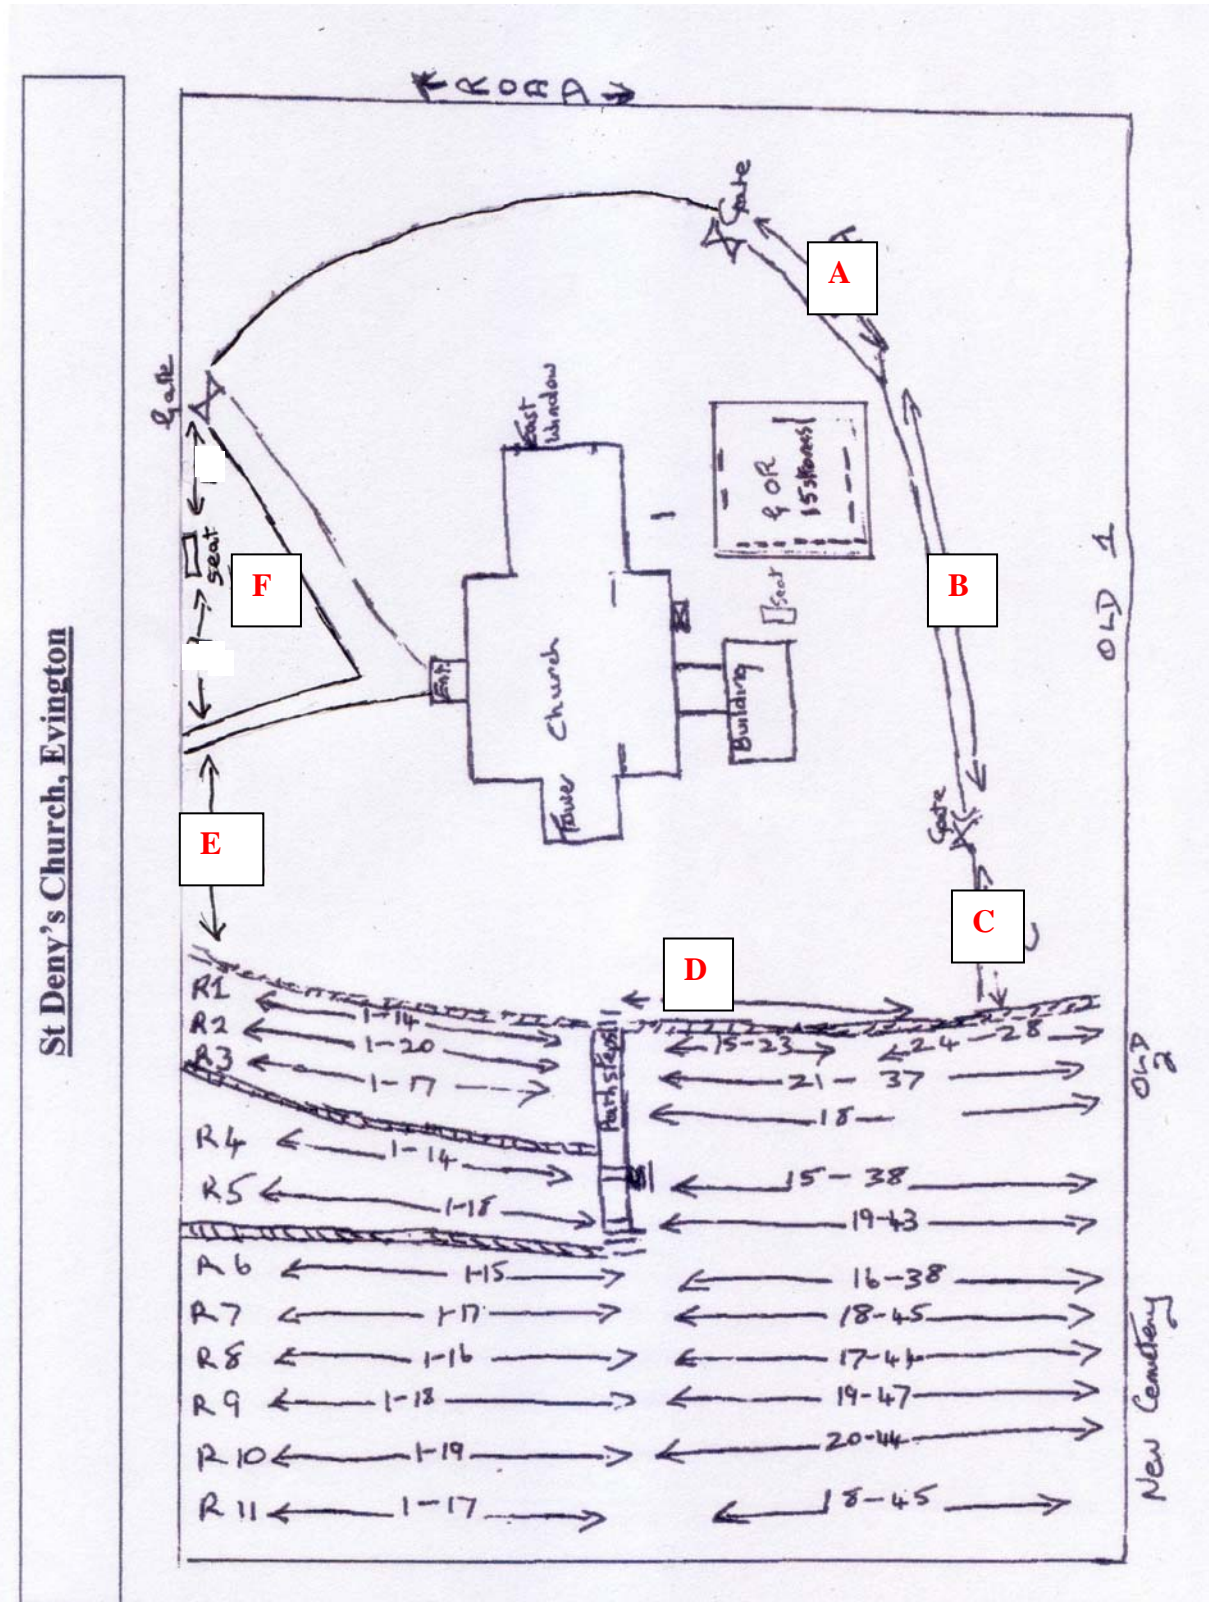 St Deny's Church, Evington
ROAD
Gate
A
Gate
East
Window
GOR
15 stones
seat
F
B
OLD 1
Seat
Ent
Church
Building
Tower
Gate
E
C
D
R1
1-14
15-23
24-28
R2
1-20
21-37
OLD
2
R3
1-17
18-
Path steps
R4
1-14
15-38
R5
1-18
19-43
R6
1-15
16-38
R7
1-17
18-45
R8
1-16
17-41
R9
1-18
19-47
R10
1-19
20-44
R11
1-17
18-45
New Cemetery